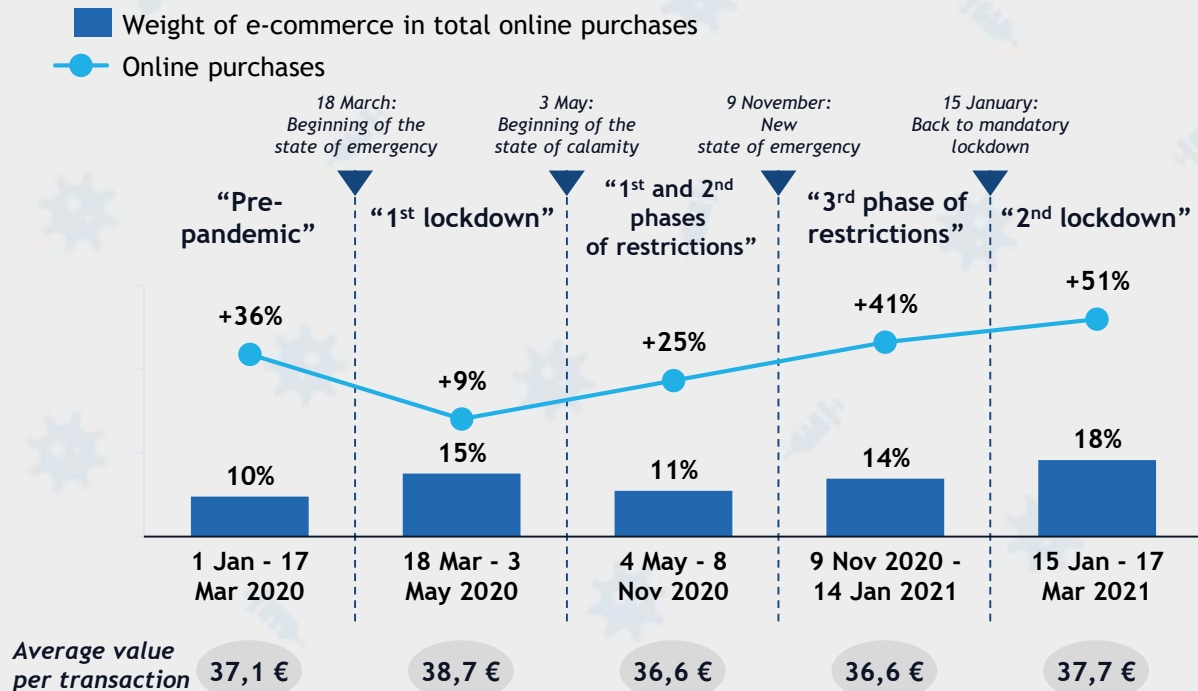 Weight of e-commerce in total online purchases
Online purchases
18 March:
Beginning of the
state of emergency
3 May:
Beginning of the
state of calamity
9 November:
New
state of emergency
15 January:
Back to mandatory
lockdown
“Pre-
pandemic”
“1st lockdown”
“1st and 2nd
phases
of restrictions”
“3rd phase of
restrictions”
“2nd lockdown”
+36%
+9%
+25%
+41%
+51%
10%
15%
11%
14%
18%
1 Jan - 17
Mar 2020
18 Mar - 3
May 2020
4 May - 8
Nov 2020
9 Nov 2020 -
14 Jan 2021
15 Jan - 17
Mar 2021
Average value
per transaction
37,1 €
38,7 €
36,6 €
36,6 €
37,7 €